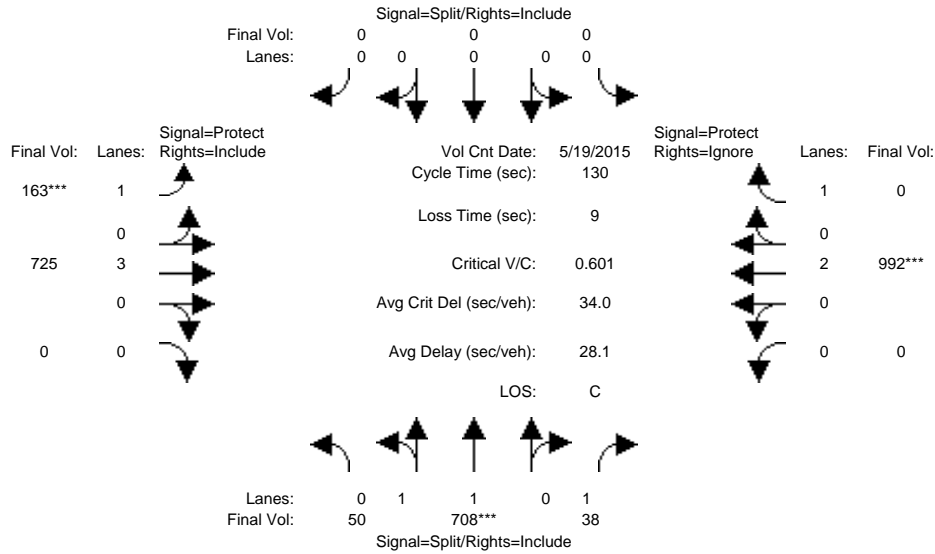 Signal=Split/Rights=Include
Final Vol: 0 0 0
Lanes: 0 0 0 0 0
Signal=Protect
Final Vol: Lanes: Rights=Include
Vol Cnt Date: 5/19/2015
Signal=Protect
Rights=Ignore Lanes: Final Vol:
Cycle Time (sec): 130
163*** 1
1 0
Loss Time (sec): 9
0
0
725 3
Critical V/C: 0.601
2 992***
0
Avg Crit Del (sec/veh): 34.0
0
0 0
Avg Delay (sec/veh): 28.1
0 0
LOS: C
Lanes: 0 1 1 0 1
Final Vol: 50 708*** 38
Signal=Split/Rights=Include